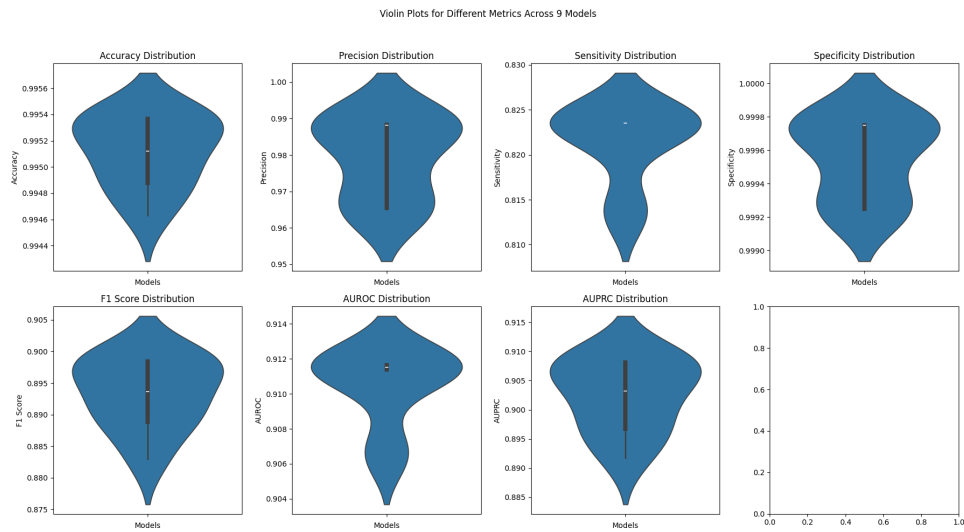 Violin Plots for Different Metrics Across 9 Models
Accuracy Distribution
Accuracy
0.9956
0.9954
0.9952
0.9950
0.9948
0.9946
0.9944
Models
Precision Distribution
Precision
1.00
0.99
0.98
0.97
0.96
0.95
Models
Sensitivity Distribution
Sensitivity
0.830
0.825
0.820
0.815
0.810
Models
Specificity Distribution
Specificity
1.0000
0.9998
0.9996
0.9994
0.9992
0.9990
Models
F1 Score Distribution
F1 Score
0.905
0.900
0.895
0.890
0.885
0.880
0.875
Models
AUROC Distribution
AUROC
0.914
0.912
0.910
0.908
0.906
0.904
Models
AUPRC Distribution
AUPRC
0.915
0.910
0.905
0.900
0.895
0.890
0.885
Models
1.0
0.8
0.6
0.4
0.2
0.0
0.0 0.2 0.4 0.6 0.8 1.0